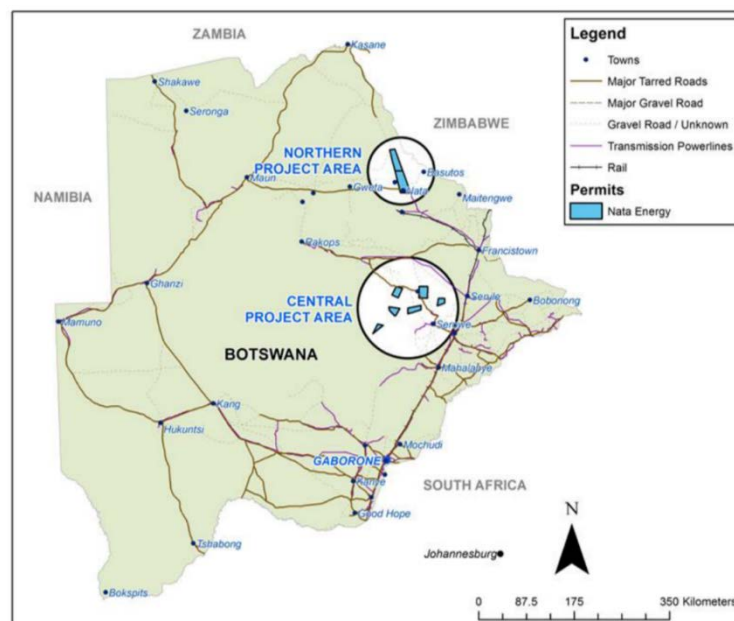 ZAMBIA
Kasane
Shakawe
Seronga
ZIMBABWE
NORTHERN
PROJECT AREA
Basutos
Maun
Gweta
Nata
Maitengwe
NAMIBIA
Rakops
Francistown
Ghanzi
CENTRAL
PROJECT AREA
Serule
Bobonong
Mamuno
Serowe
BOTSWANA
Mahalapye
Kang
Hukuntsi
Mochudi
GABORONE
Kanye
SOUTH AFRICA
Good Hope
Tshabong
Johannesburg
Bokspits
Legend
Towns
Major Tarred Roads
Major Gravel Road
Gravel Road / Unknown
Transmission Powerlines
Rail
Permits
Nata Energy
N
0 87.5 175 350 Kilometers